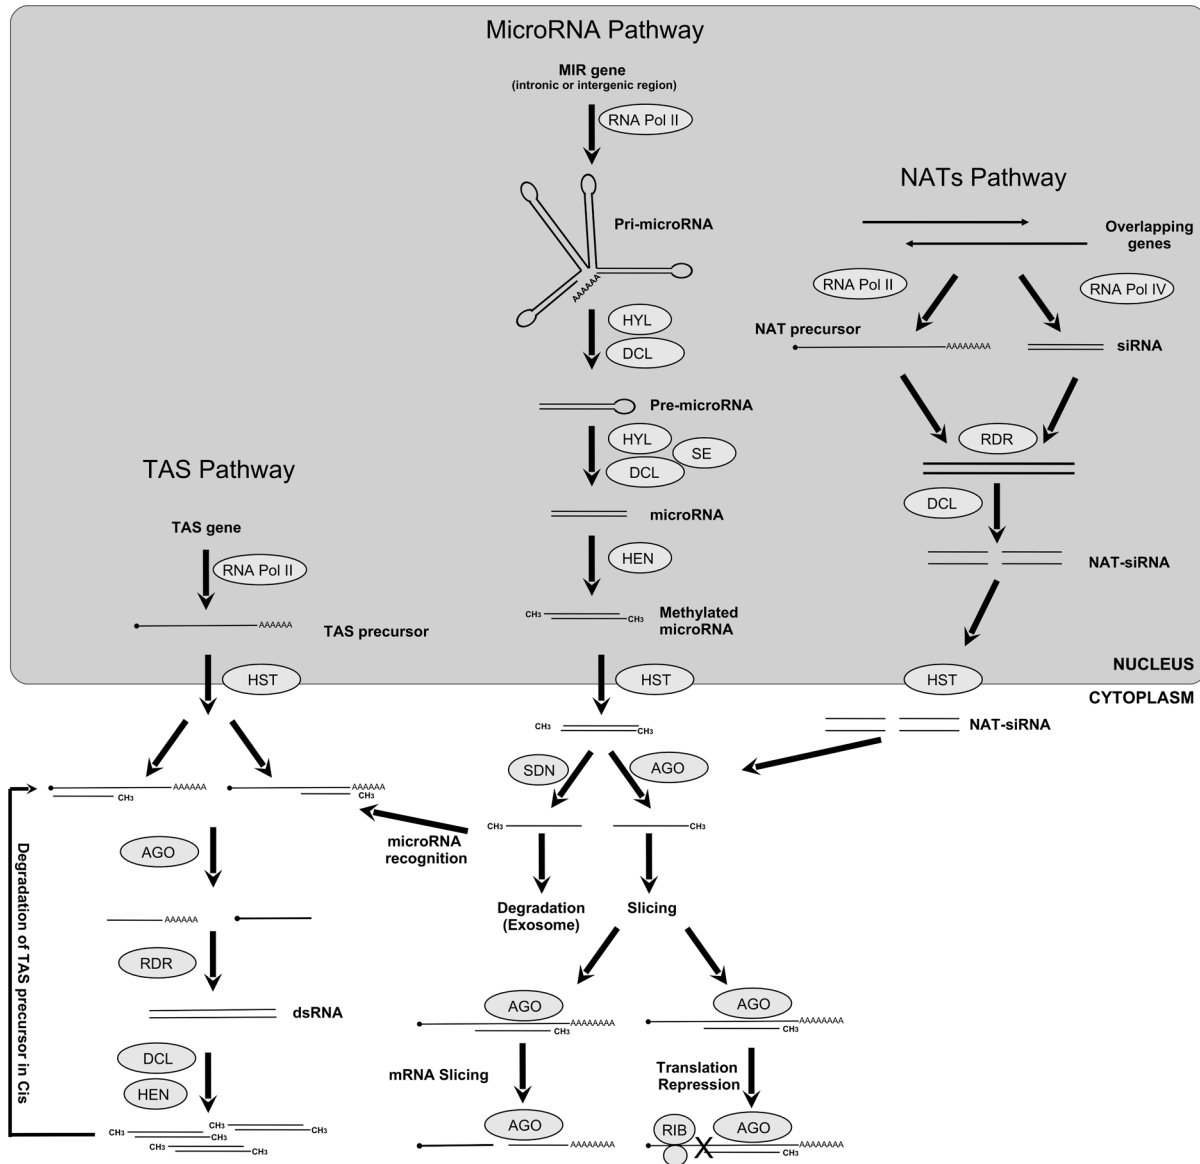 MicroRNA Pathway
MIR gene
(intronic or intergenic region)
RNA Pol II
Pri-microRNA
AAAAAA
HYL
DCL
Pre-microRNA
HYL
SE
DCL
microRNA
HEN
CH3
CH3
Methylated
microRNA
HST
NATs Pathway
Overlapping
genes
RNA Pol II
RNA Pol IV
NAT precursor
AAAAAAAA
siRNA
RDR
DCL
NAT-siRNA
HST
NUCLEUS
CYTOPLASM
NAT-siRNA
TAS Pathway
TAS gene
RNA Pol II
AAAAAA
TAS precursor
HST
AAAAAA
CH3
AAAAAA
CH3
AGO
AAAAAA
RDR
dsRNA
DCL
HEN
CH3
CH3
CH3
CH3
CH3
CH3
Degradation of TAS precursor in Cis
CH3
CH3
SDN
AGO
CH3
CH3
microRNA
recognition
Degradation
(Exosome)
Slicing
AGO
AAAAAAAA
CH3
AGO
AAAAAAAA
CH3
mRNA Slicing
Translation
Repression
AGO
AAAAAAAA
RIB
X
AGO
AAAAAAAA
CH3